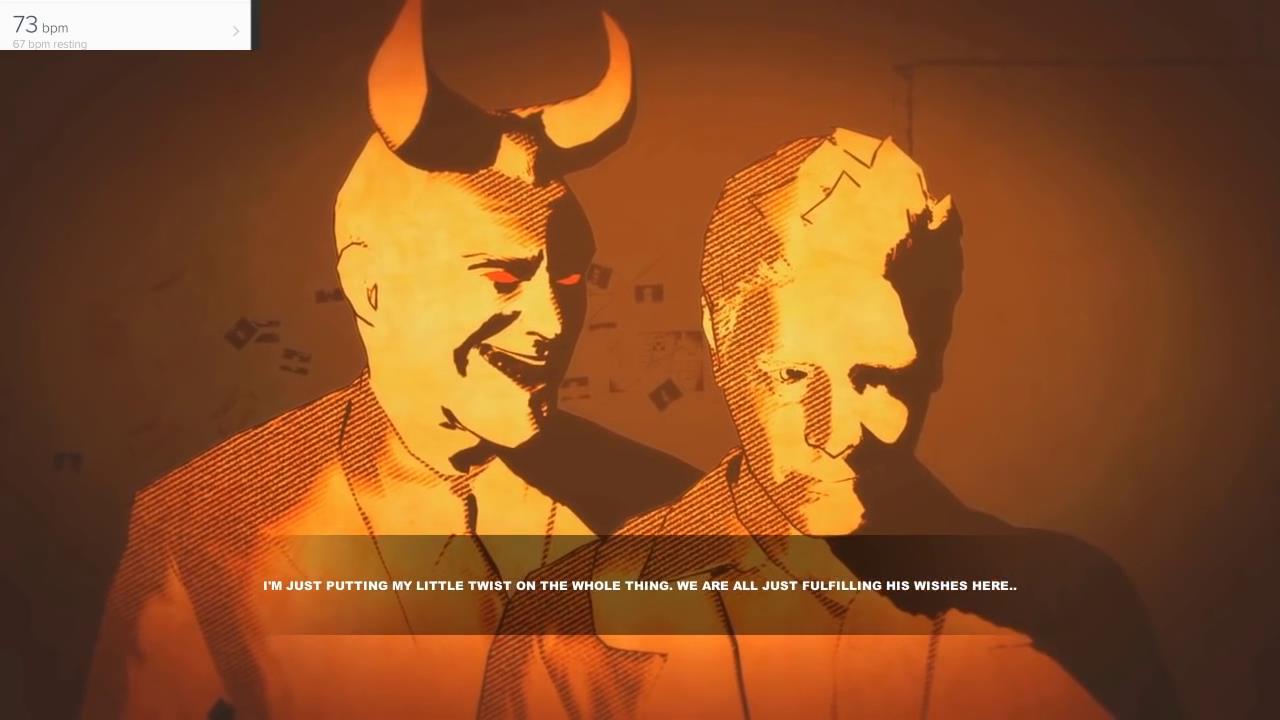 73 bpm
67 bpm resting
I'M JUST PUTTING MY LITTLE TWIST ON THE WHOLE THING. WE ARE ALL JUST FULFILLING HIS WISHES HERE..